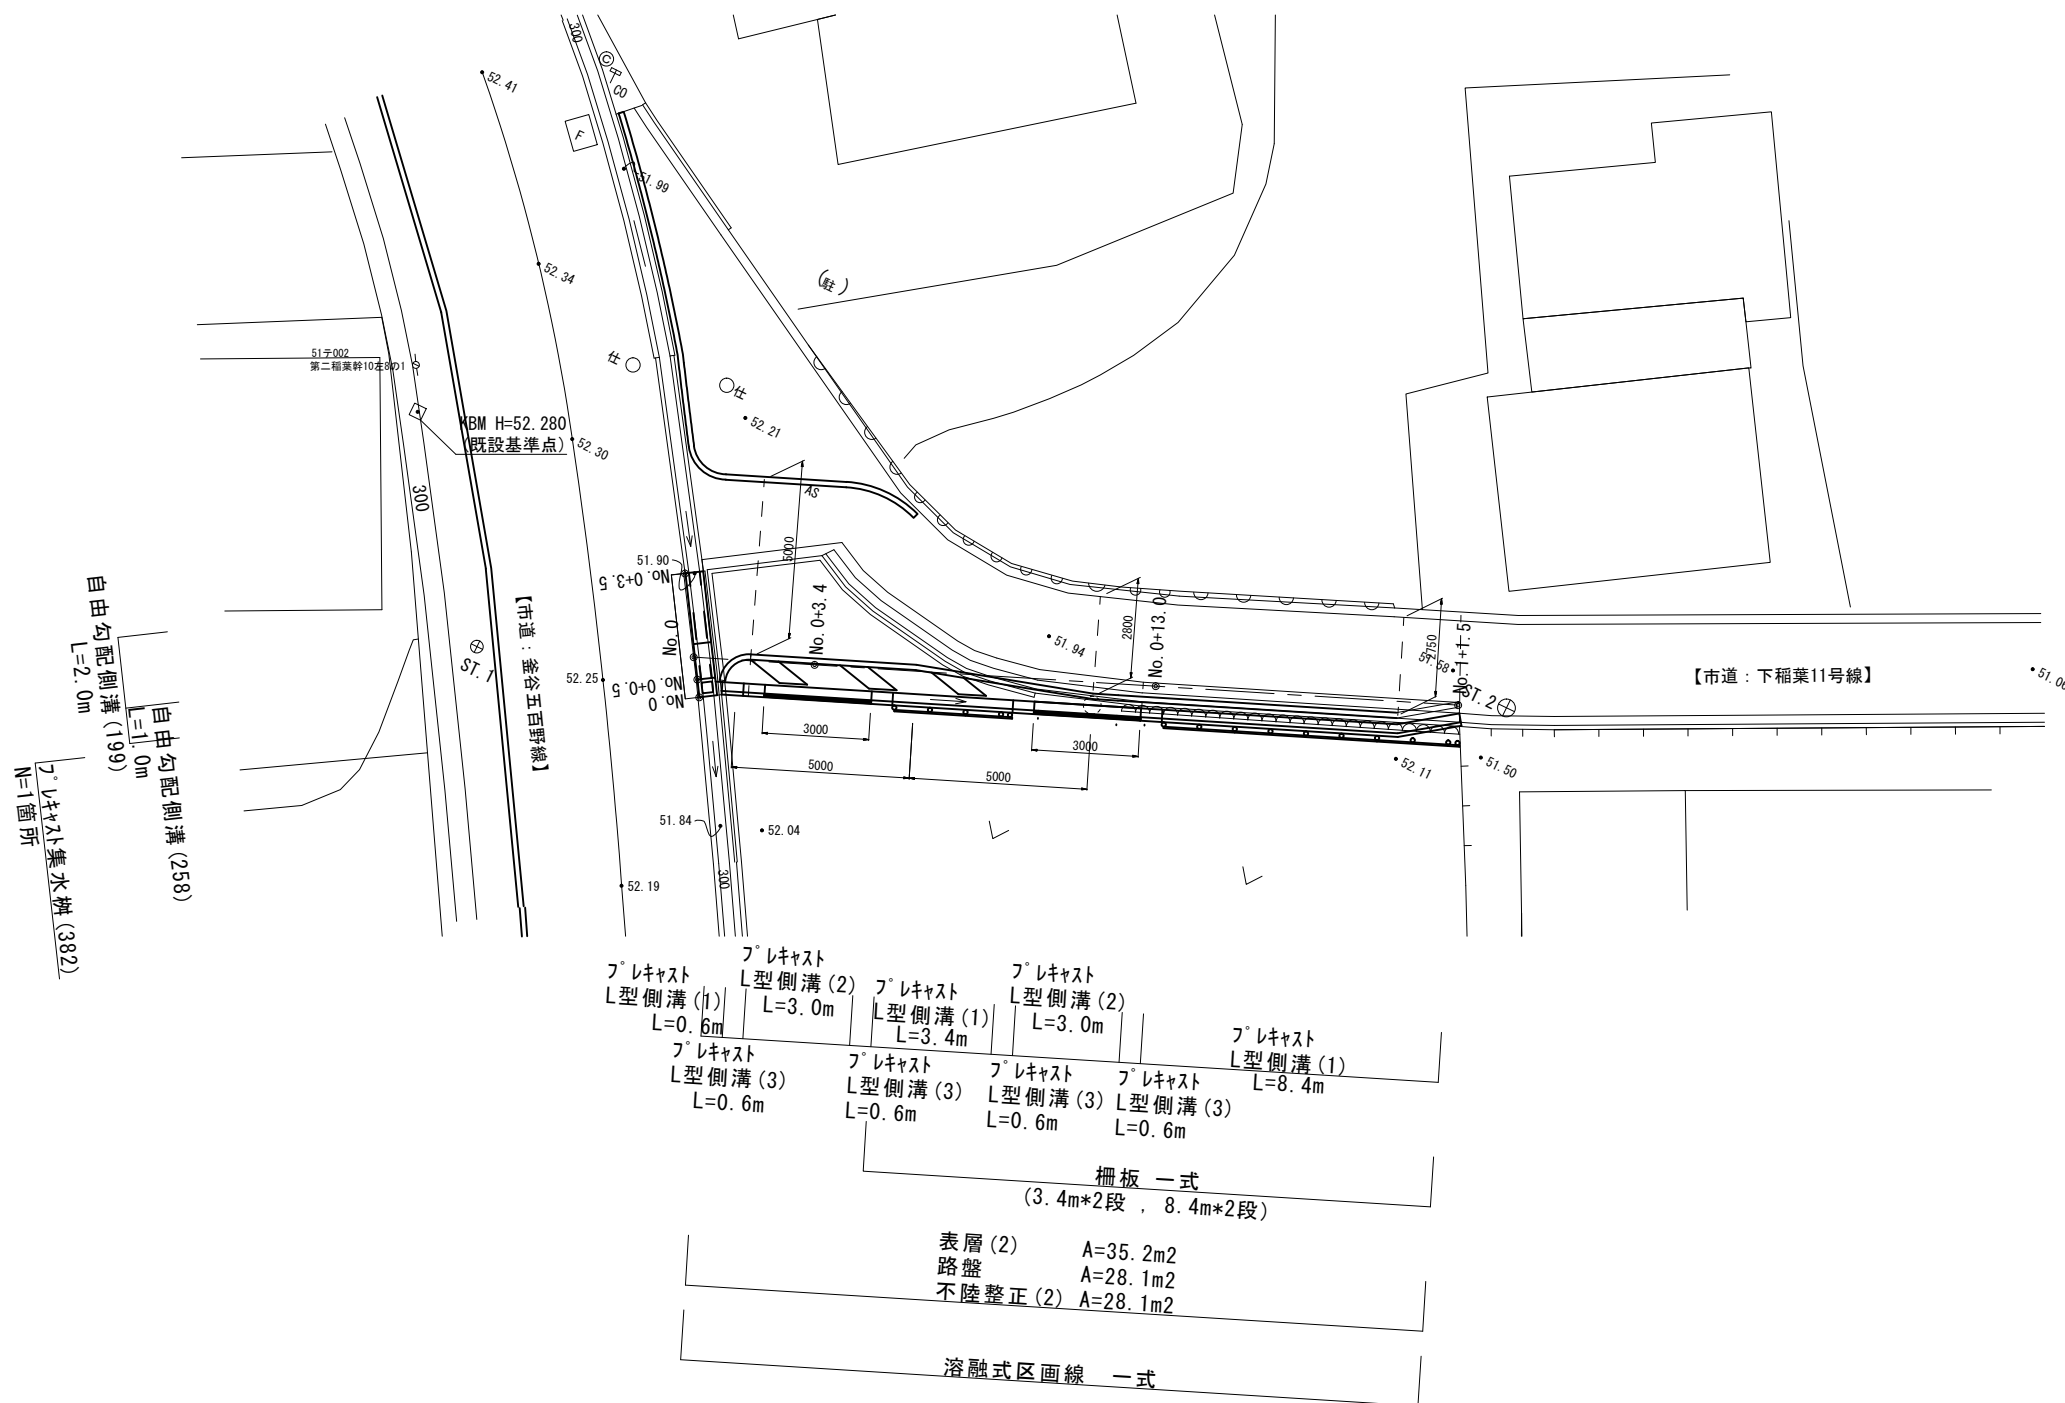 300
52.41
C
CO
F
51.99
52.34
(駐)
51テ002
第二稲葉幹10左8の1
仕
仕
KBM H=52.280
(既設基準点)
52.30
52.21
300
AS
5000
51.90
No.0+3.5
No.0
No.0+0.5
No.0
No.0+3.4
51.94
2800
No.0+13.0
2750
51.58
No.1+1.5
ST.2
【市道：下稲葉11号線】
51.06
ST.1
【市道：釜谷五百野線】
52.25
3000
5000
5000
3000
52.11
51.50
51.84
52.04
300
52.19
自由勾配側溝(199)
L=2.0m
自由勾配側溝(258)
L=1.0m
プレキャスト集水桝(382)
N=1箇所
プレキャスト
L型側溝(1)
L=0.6m
プレキャスト
L型側溝(2)
L=3.0m
プレキャスト
L型側溝(1)
L=3.4m
プレキャスト
L型側溝(2)
L=3.0m
プレキャスト
L型側溝(1)
L=8.4m
プレキャスト
L型側溝(3)
L=0.6m
プレキャスト
L型側溝(3)
L=0.6m
プレキャスト
L型側溝(3)
L=0.6m
プレキャスト
L型側溝(3)
L=0.6m
柵板 一式
(3.4m*2段 , 8.4m*2段)
表層(2) A=35.2m2
路盤 A=28.1m2
不陸整正(2) A=28.1m2
溶融式区画線 一式